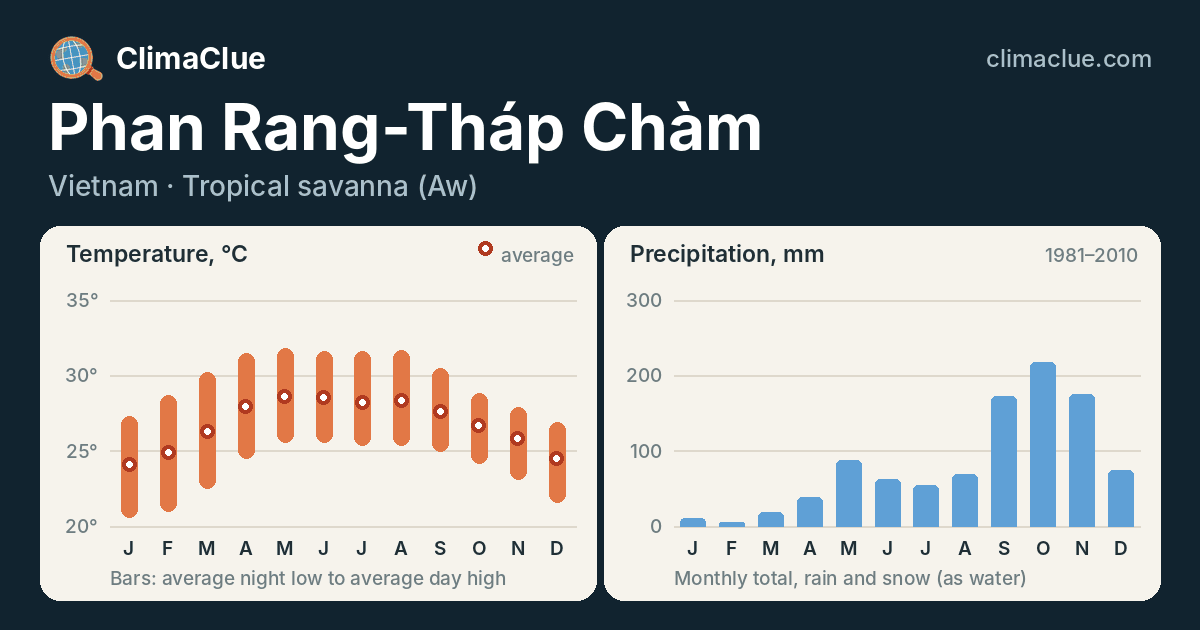 ClimaClue
climaclue.com
Phan Rang-Tháp Chàm
Vietnam · Tropical savanna (Aw)
Temperature, °C
average
35°
30°
25°
20°
J F M A M J J A S O N D
Bars: average night low to average day high
Precipitation, mm
1981–2010
300
200
100
0
J F M A M J J A S O N D
Monthly total, rain and snow (as water)